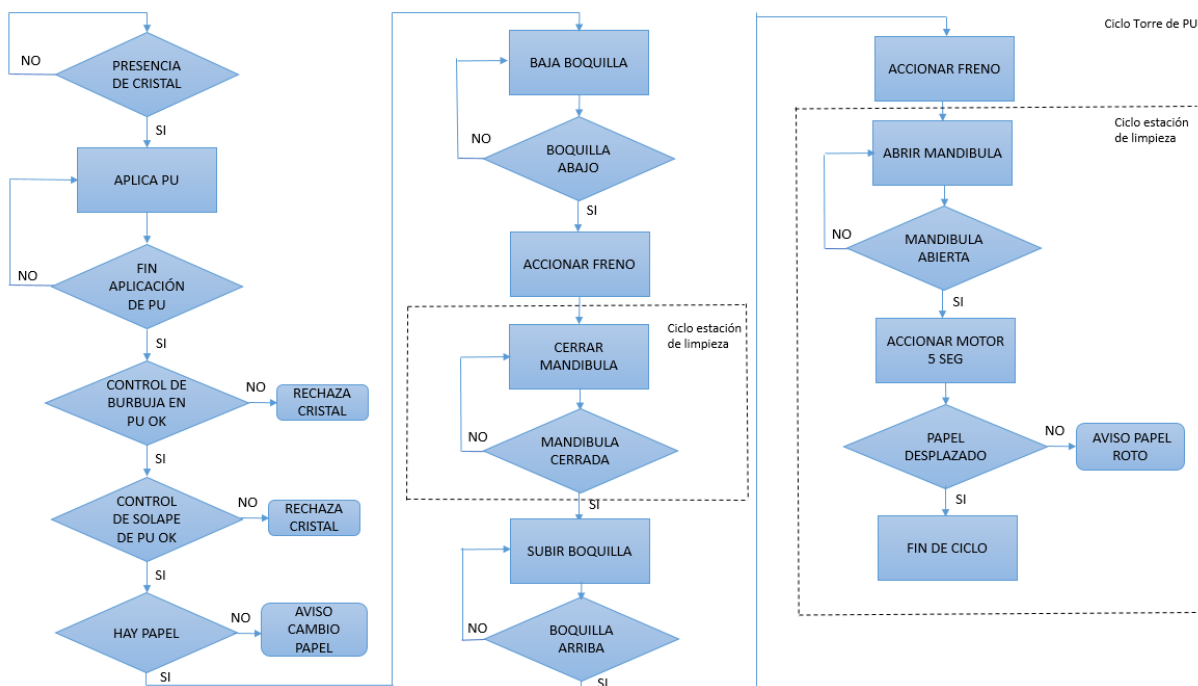 NO
PRESENCIA
DE CRISTAL
SI
APLICA PU
NO
FIN
APLICACIÓN
DE PU
SI
CONTROL DE
BURBUJA EN
PU OK
NO
RECHAZA
CRISTAL
SI
CONTROL
DE SOLAPE
DE PU OK
NO
RECHAZA
CRISTAL
SI
HAY PAPEL
NO
AVISO
CAMBIO
PAPEL
SI
BAJA BOQUILLA
NO
BOQUILLA
ABAJO
SI
ACCIONAR FRENO
Ciclo estación
de limpieza
CERRAR
MANDIBULA
NO
MANDIBULA
CERRADA
SI
SUBIR BOQUILLA
NO
BOQUILLA
ARRIBA
SI
Ciclo Torre de PU
ACCIONAR FRENO
Ciclo estación
de limpieza
ABRIR MANDIBULA
NO
MANDIBULA
ABIERTA
SI
ACCIONAR MOTOR
5 SEG
PAPEL
DESPLAZADO
NO
AVISO PAPEL
ROTO
SI
FIN DE CICLO